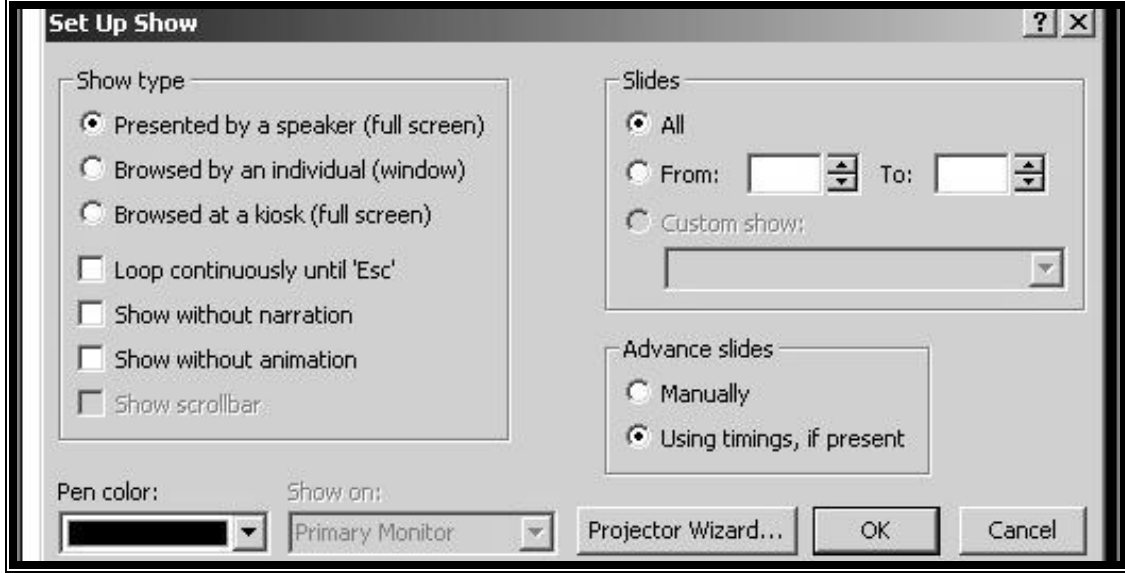 Set Up Show
Show type
Presented by a speaker (full screen)
Browsed by an individual (window)
Browsed at a kiosk (full screen)
Loop continuously until 'Esc'
Show without narration
Show without animation
Show scrollbar
Slides
All
From: To:
Custom show:
Advance slides
Manually
Using timings, if present
Pen color: Show on:
Primary Monitor Projector Wizard... OK Cancel